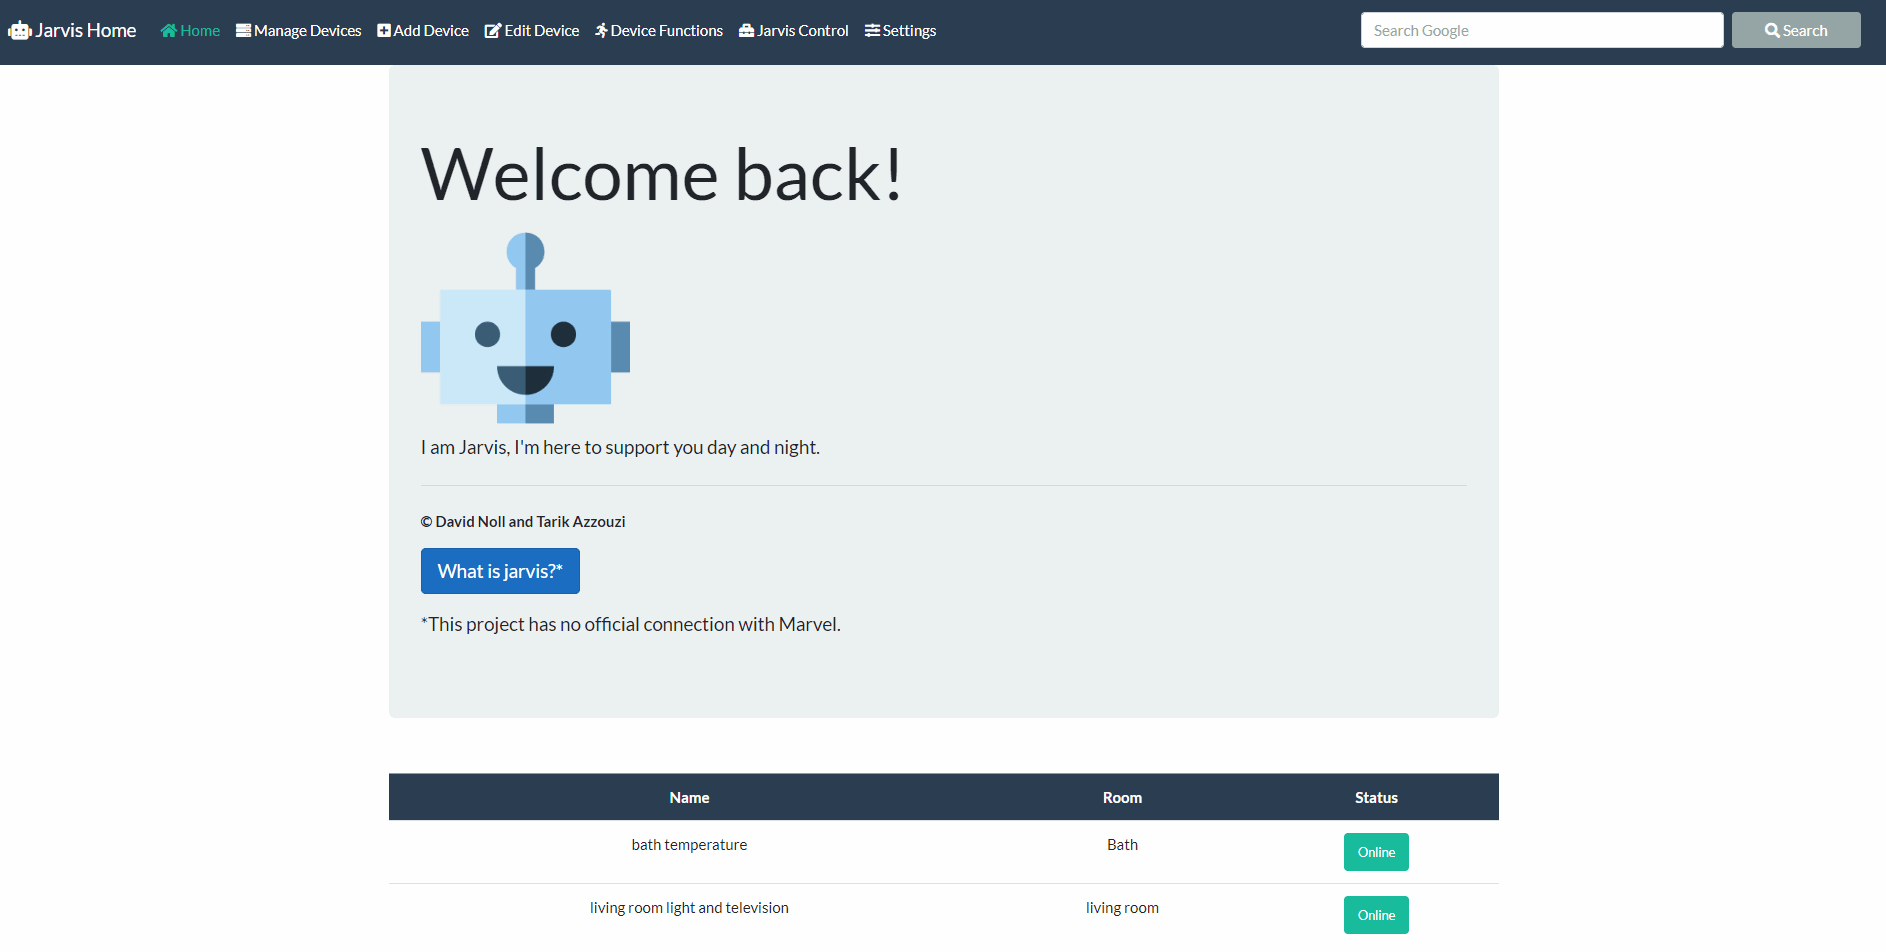 Jarvis Home Home Manage Devices Add Device Edit Device Device Functions Jarvis Control Settings Search Google Search
Welcome back!
I am Jarvis, I'm here to support you day and night.
© David Noll and Tarik Azzouzi
What is jarvis?*
*This project has no official connection with Marvel.
Name Room Status
bath temperature Bath Online
living room light and television living room Online